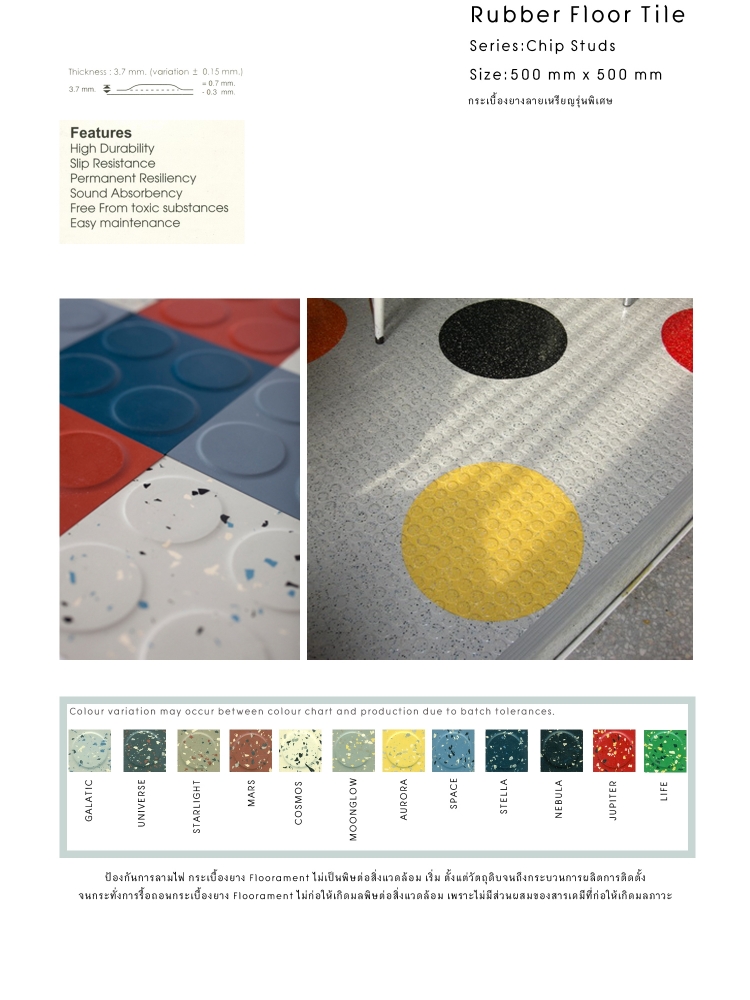 Rubber Floor Tile
Series:Chip Studs
Size:500 mm x 500 mm
กระเบื้องยางลายเหรียญรุ่นพิเศษ
Thickness : 3.7 mm. (variation ± 0.15 mm.)
3.7 mm.
= 0.7 mm.
- 0.3 mm.
Features
High Durability
Slip Resistance
Permanent Resiliency
Sound Absorbency
Free From toxic substances
Easy maintenance
Colour variation may occur between colour chart and production due to batch tolerances.
GALATIC
UNIVERSE
STARLIGHT
MARS
COSMOS
MOONGLOW
AURORA
SPACE
STELLA
NEBULA
JUPITER
LIFE
ป้องกันการลามไฟ กระเบื้องยาง Floorament ไม่เป็นพิษต่อสิ่งแวดล้อม เริ่ม ตั้งแต่วัตถุดิบจนถึงกระบวนการผลิตการติดตั้ง
จนกระทั่งการรื้อถอนกระเบื้องยาง Floorament ไม่ก่อให้เกิดมลพิษต่อสิ่งแวดล้อม เพราะไม่มีส่วนผสมของสารเคมีที่ก่อให้เกิดมลภาวะ